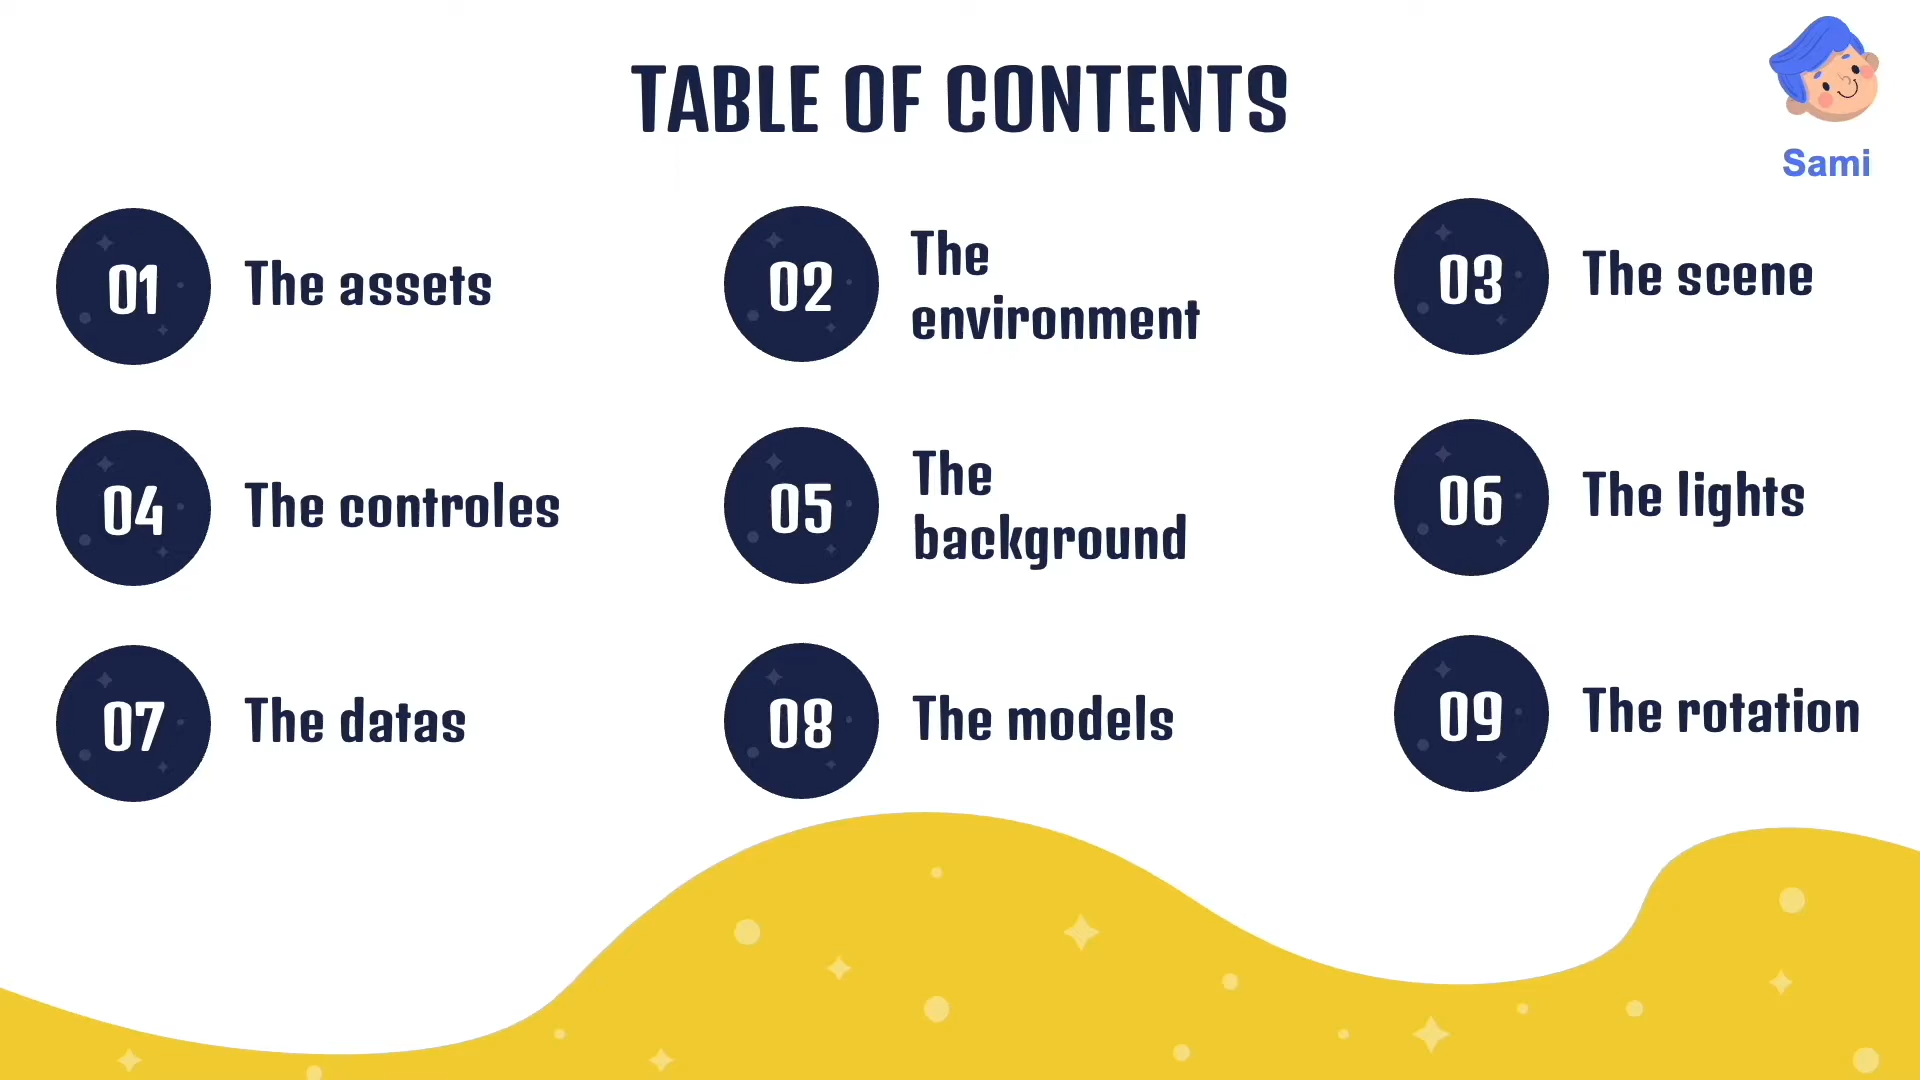 TABLE OF CONTENTS
Sami
01
The assets
02
The
environment
03
The scene
04
The controles
05
The
background
06
The lights
07
The datas
08
The models
09
The rotation